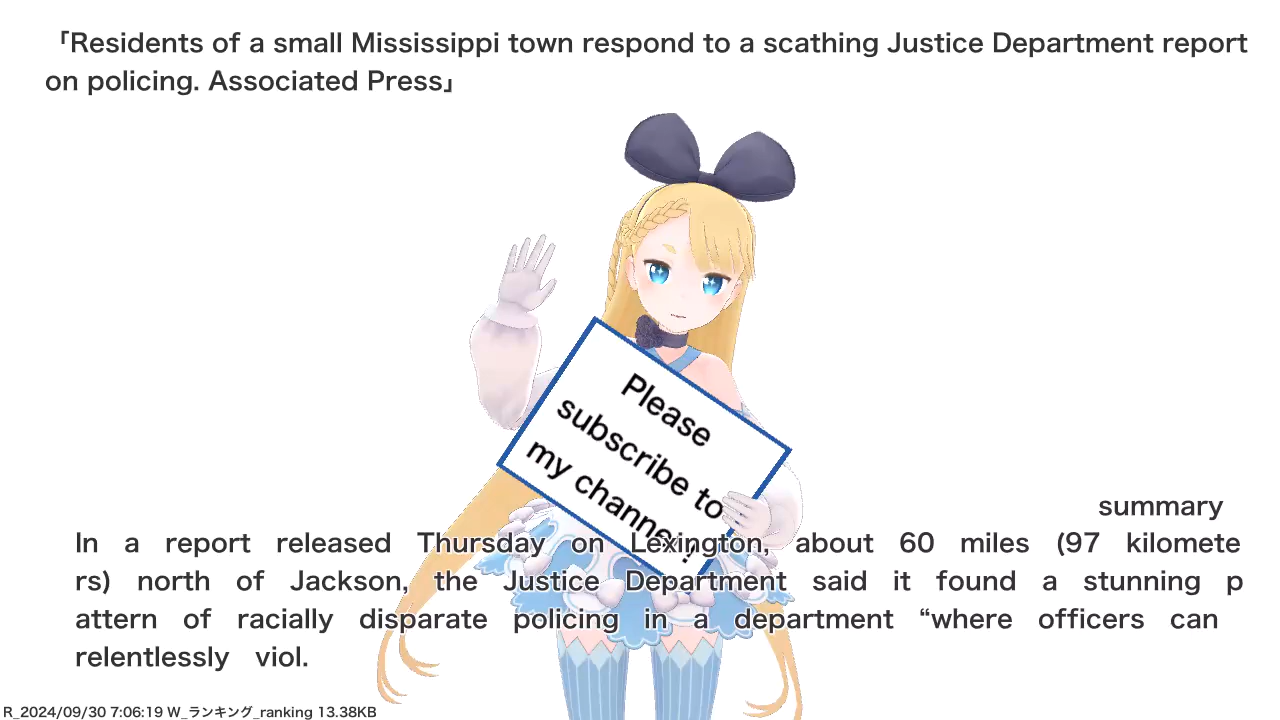 「Residents of a small Mississippi town respond to a scathing Justice Department report
on policing. Associated Press」
Please
subscribe to
my channel!
summary
In a report released Thursday on Lexington, about 60 miles (97 kilomete
rs) north of Jackson, the Justice Department said it found a stunning p
attern of racially disparate policing in a department “where officers can
relentlessly viol.
R_2024/09/30 7:06:19 W_ランキング_ranking 13.38KB